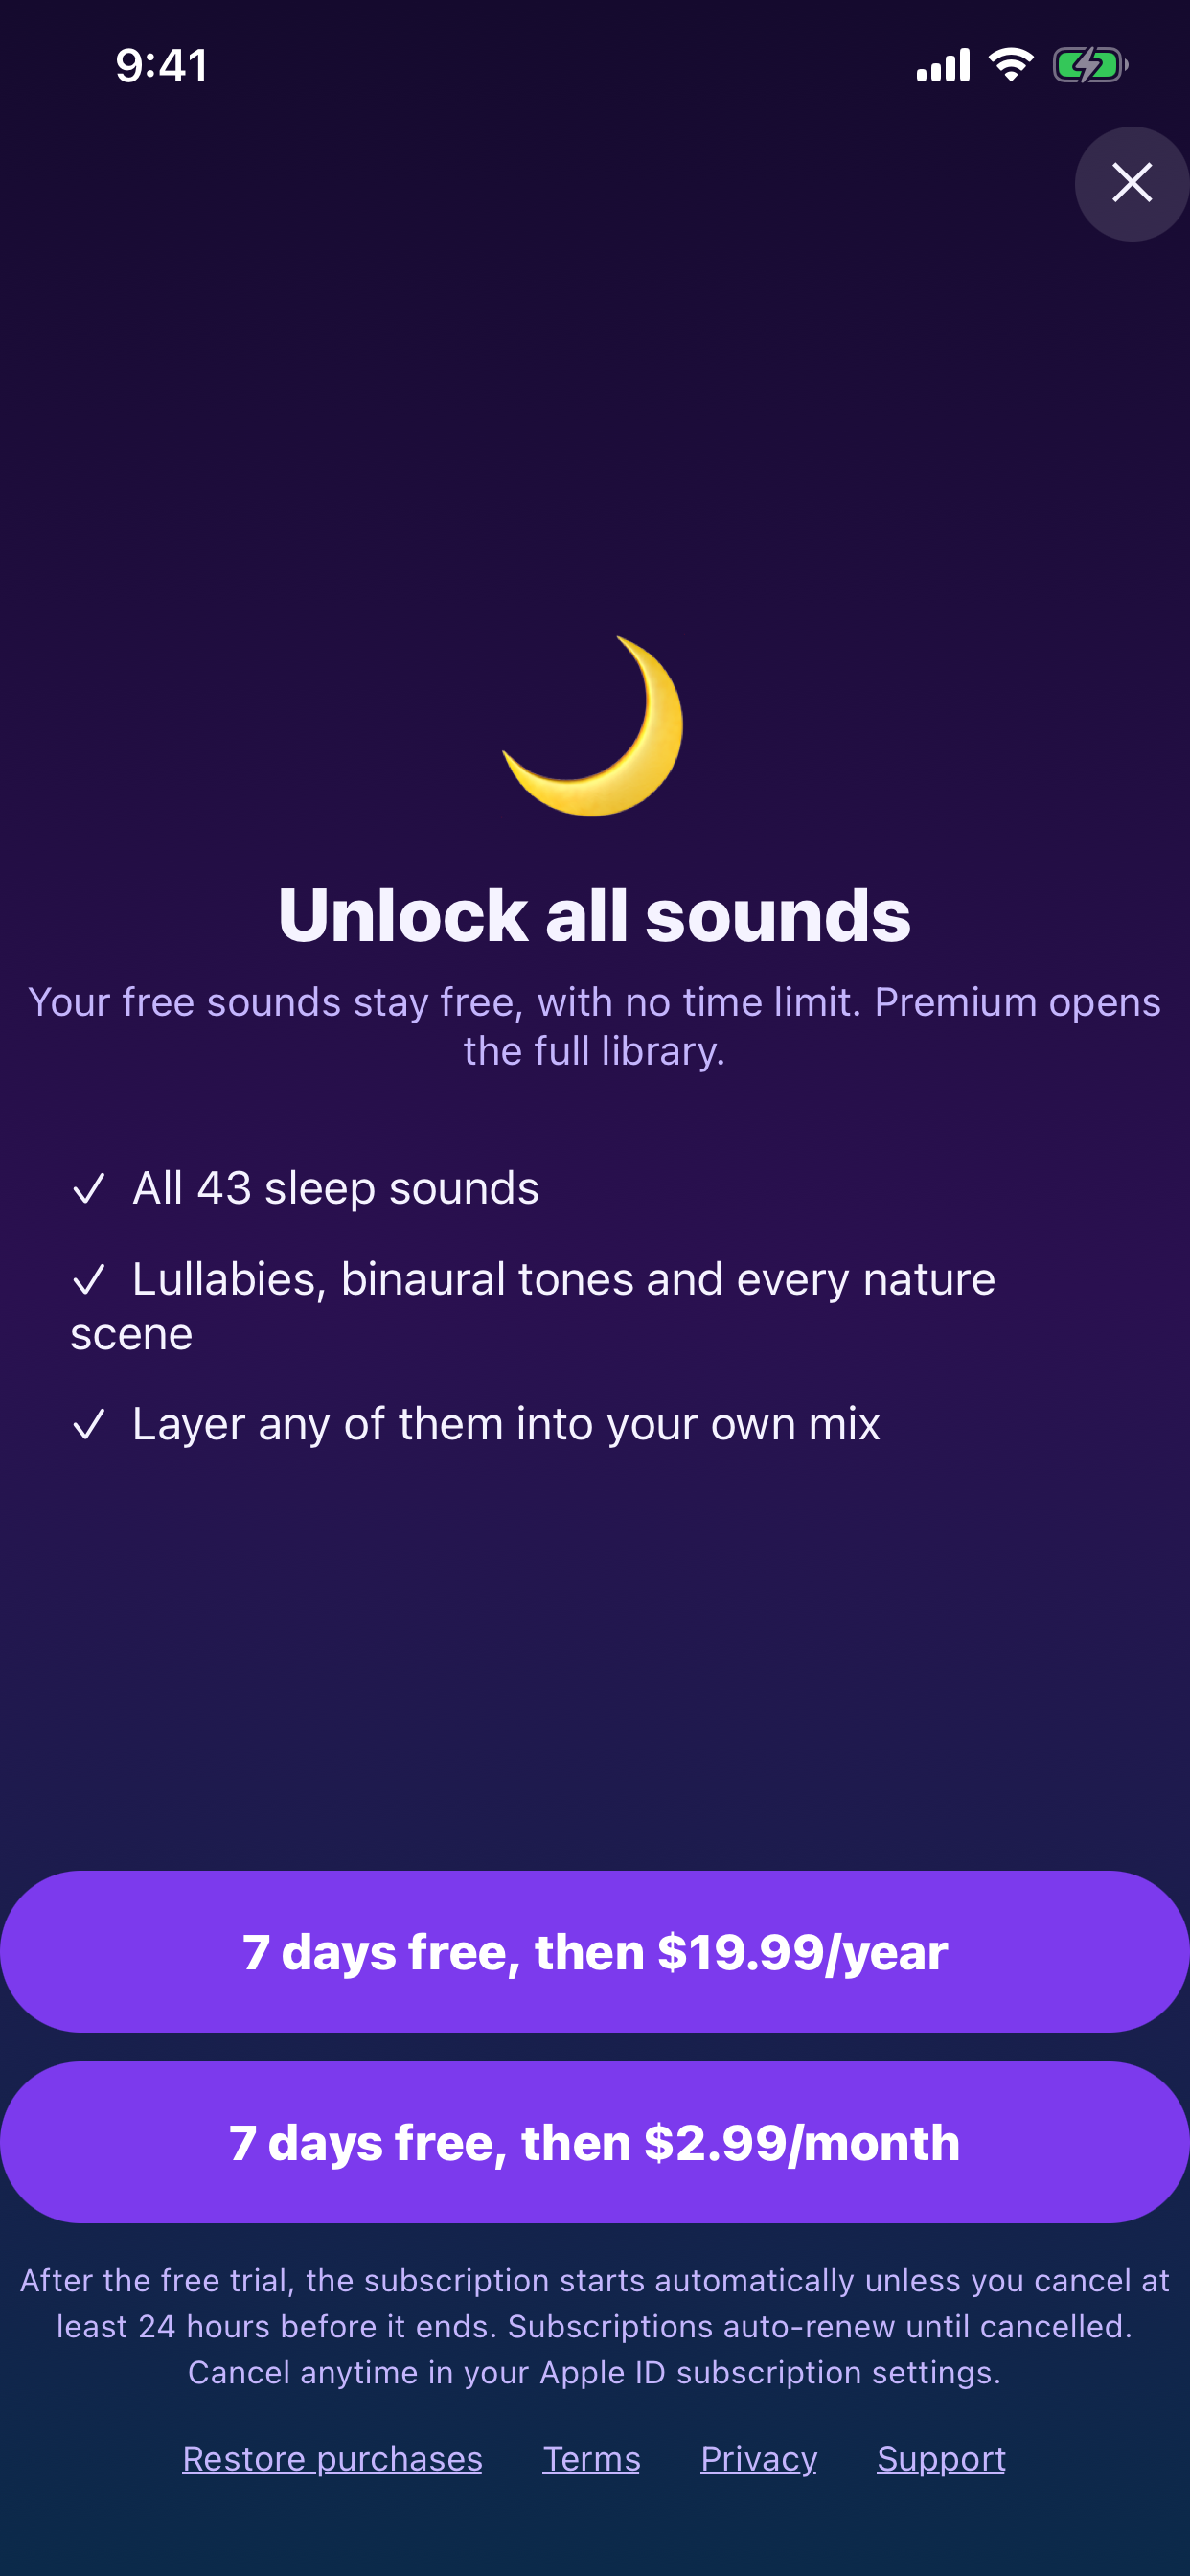 9:41
Unlock all sounds
Your free sounds stay free, with no time limit. Premium opens
the full library.
✓ All 43 sleep sounds
✓ Lullabies, binaural tones and every nature
scene
✓ Layer any of them into your own mix
7 days free, then $19.99/year
7 days free, then $2.99/month
After the free trial, the subscription starts automatically unless you cancel at
least 24 hours before it ends. Subscriptions auto-renew until cancelled.
Cancel anytime in your Apple ID subscription settings.
Restore purchases Terms Privacy Support